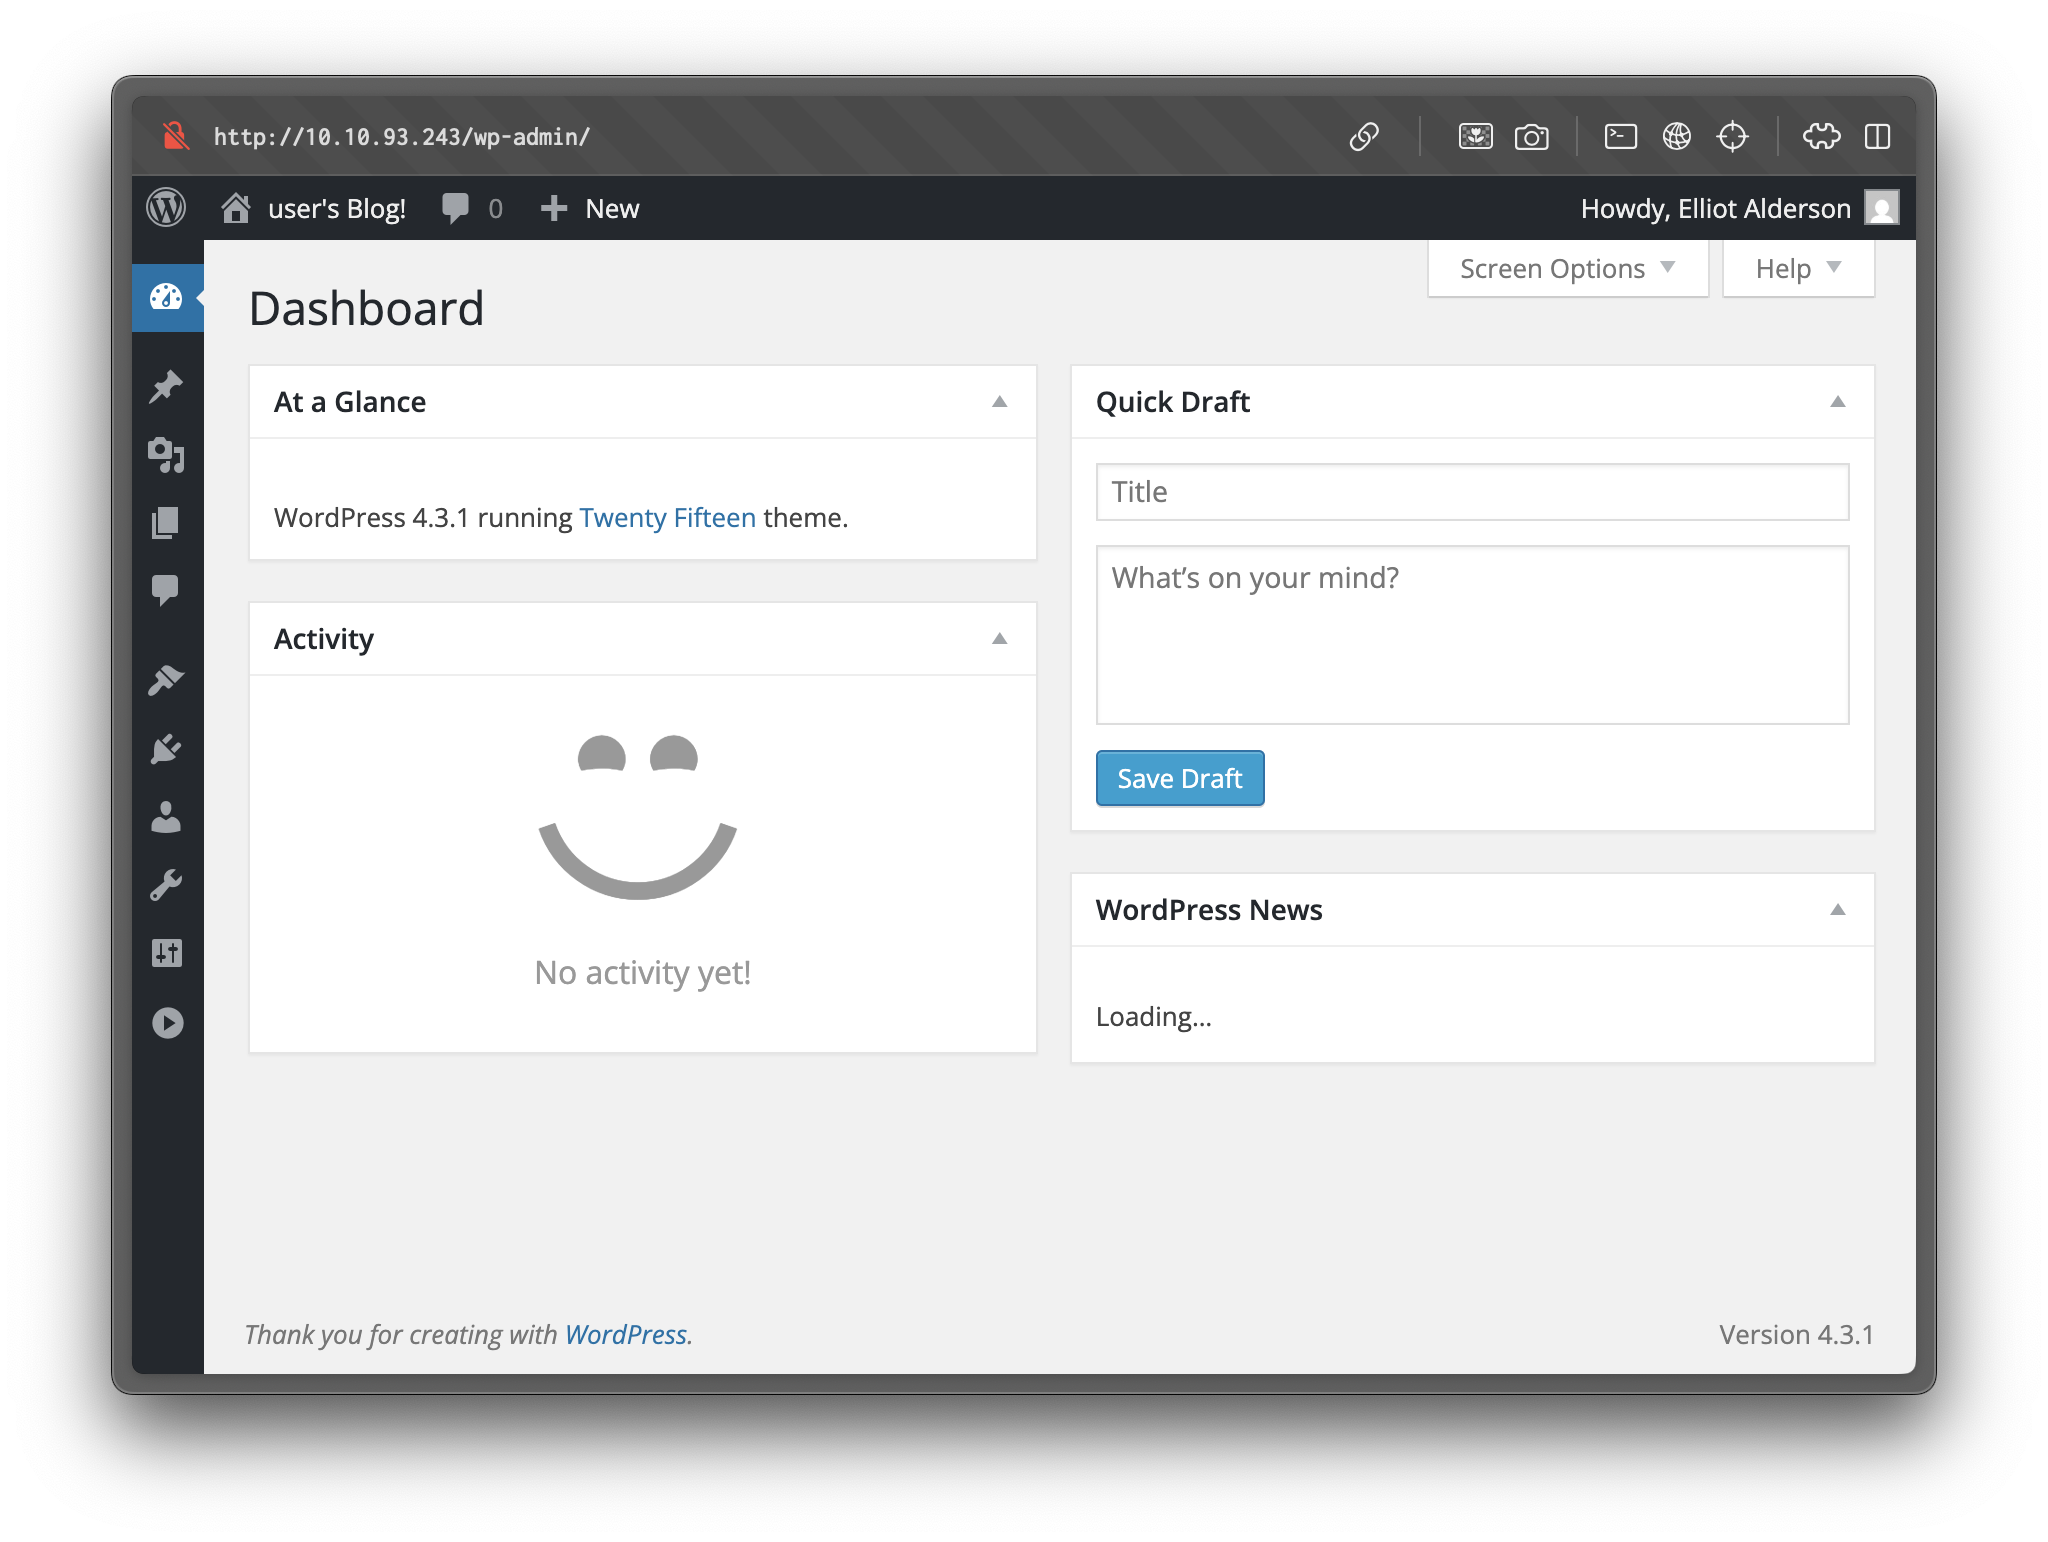 http://10.10.93.243/wp-admin/
user's Blog!
0
New
Howdy, Elliot Alderson
Screen Options
Help
Dashboard
At a Glance
WordPress 4.3.1 running Twenty Fifteen theme.
Activity
No activity yet!
Quick Draft
Title
What’s on your mind?
Save Draft
WordPress News
Loading...
Thank you for creating with WordPress.
Version 4.3.1